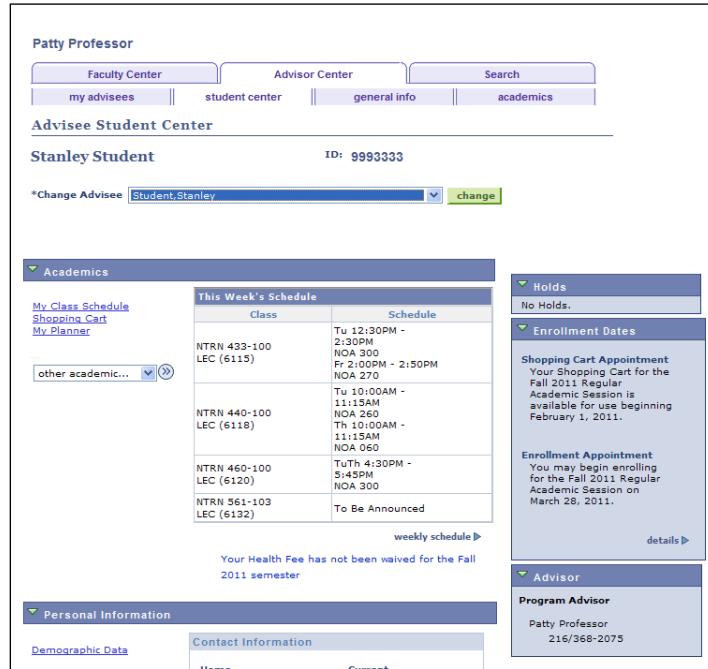 Patty Professor
Faculty Center
Advisor Center
Search
my advisees
student center
general info
academics
Advisee Student Center
Stanley Student
ID: 9993333
*Change Advisee
Student,Stanley
change
Academics
My Class Schedule
Shopping Cart
My Planner
other academic...
This Week's Schedule
Class
Schedule
NTRN 433-100
LEC (6115)
Tu 12:30PM -
2:30PM
NOA 300
Fr 2:00PM - 2:50PM
NOA 270
NTRN 440-100
LEC (6118)
Tu 10:00AM -
11:15AM
NOA 260
Th 10:00AM -
11:15AM
NOA 060
NTRN 460-100
LEC (6120)
TuTh 4:30PM -
5:45PM
NOA 300
NTRN 561-103
LEC (6132)
To Be Announced
weekly schedule
Your Health Fee has not been waived for the Fall
2011 semester
Holds
No Holds.
Enrollment Dates
Shopping Cart Appointment
Your Shopping Cart for the
Fall 2011 Regular
Academic Session is
available for use beginning
February 1, 2011.
Enrollment Appointment
You may begin enrolling
for the Fall 2011 Regular
Academic Session on
March 28, 2011.
details
Advisor
Program Advisor
Patty Professor
216/368-2075
Personal Information
Demographic Data
Contact Information
Home
Current